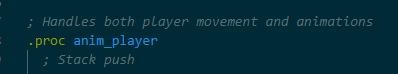 ; Handles both player movement and animations
.proc anim_player
; Stack push